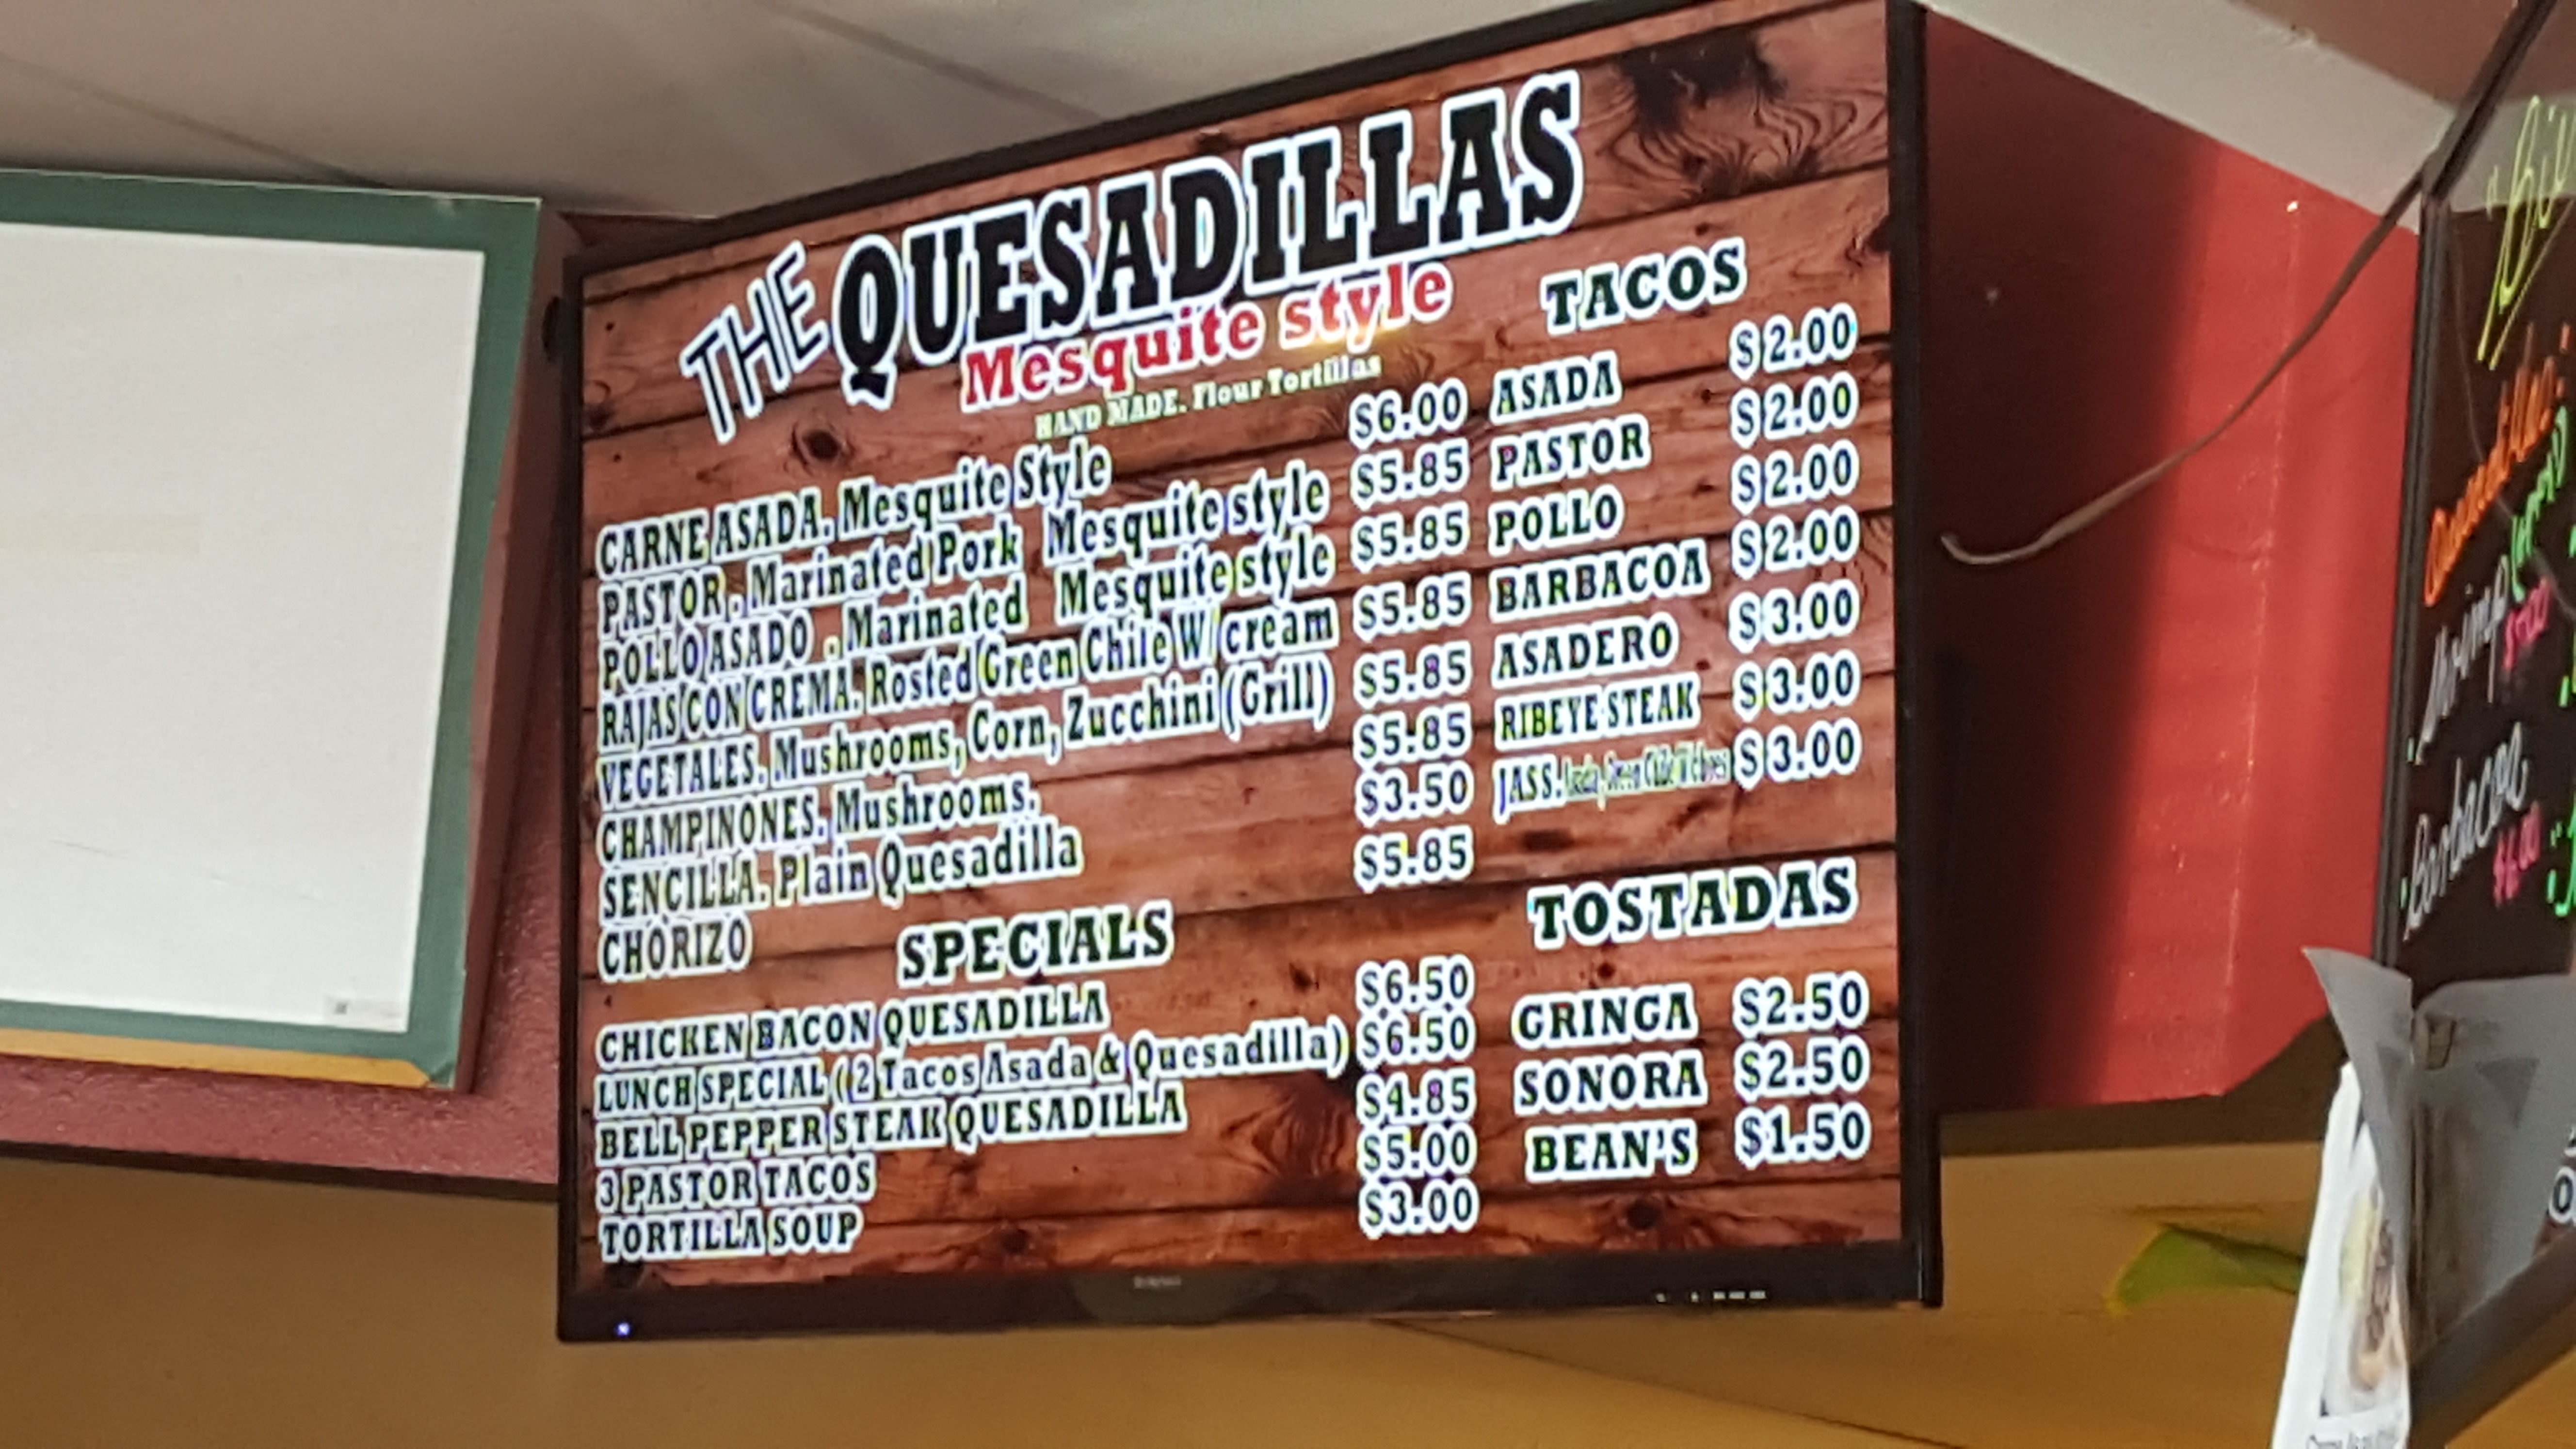 THE QUESADILLAS
Mesquite style
HAND MADE. Flour Tortillas
CARNE ASADA. Mesquite Style $6.00
PASTOR. Marinated Pork Mesquite style $5.85
POLLO ASADO. Marinated Mesquite style $5.85
RAJAS CON CREMA. Rosted Green Chile W/ cream $5.85
VEGETALES. Mushrooms, Corn, Zucchini (Grill) $5.85
CHAMPINONES. Mushrooms. $5.85
SENCILLA. Plain Quesadilla $3.50
CHORIZO $5.85
SPECIALS
CHICKEN BACON QUESADILLA $6.50
LUNCH SPECIAL (2 Tacos Asada & Quesadilla) $6.50
BELL PEPPER STEAK QUESADILLA $4.85
3 PASTOR TACOS $5.00
TORTILLA SOUP $3.00
TACOS
ASADA $2.00
PASTOR $2.00
POLLO $2.00
BARBACOA $2.00
ASADERO $3.00
RIBEYE STEAK $3.00
JASS. $3.00
TOSTADAS
GRINGA $2.50
SONORA $2.50
BEAN'S $1.50
Barbacoa
$6.00